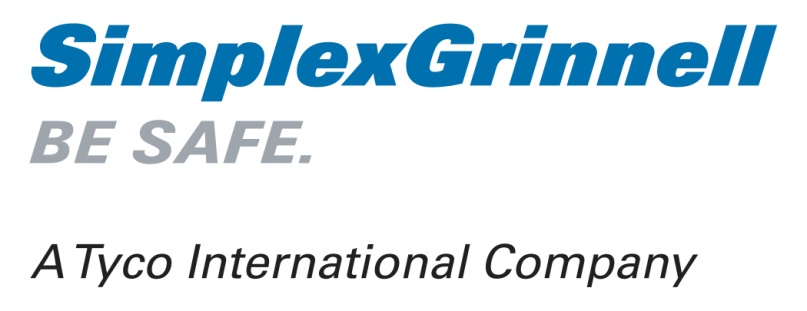 SimplexGrinnell
BE SAFE.
A Tyco International Company